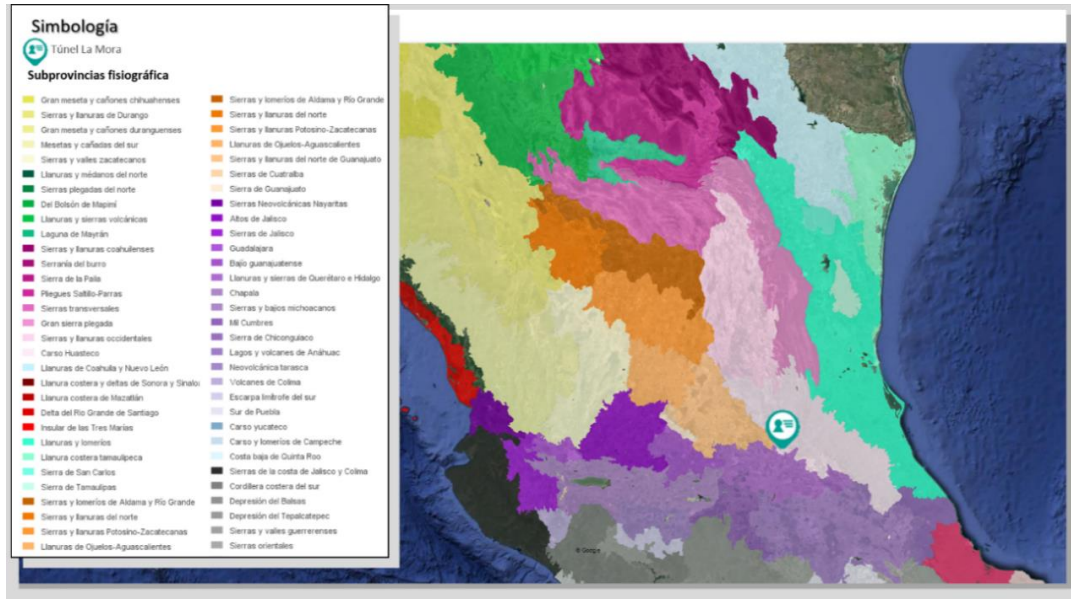 Simbología
Túnel La Mora
Subprovincias fisiográfica
Gran meseta y cañones chihuahenses
Sierras y llanuras de Durango
Gran meseta y cañones duranguenses
Mesetas y cañadas del sur
Sierras y valles zacatecanos
Llanuras y médanos del norte
Sierras plegadas del norte
Del Bolsón de Mapimí
Llanuras y sierras volcánicas
Laguna de Mayrán
Sierras y llanuras coahuilenses
Serranía del burro
Sierra de la Paila
Pliegues Saltillo-Parras
Sierras transversales
Gran sierra plegada
Sierras y llanuras occidentales
Carso Huasteco
Llanuras de Coahuila y Nuevo León
Llanura costera y deltas de Sonora y Sinaloa
Llanura costera de Mazatlán
Delta del Rio Grande de Santiago
Insular de las Tres Marías
Llanuras y lomeríos
Llanura costera tamaulipeca
Sierra de San Carlos
Sierra de Tamaulipas
Sierras y lomeríos de Aldama y Río Grande
Sierras y llanuras del norte
Sierras y llanuras Potosino-Zacatecanas
Llanuras de Ojuelos-Aguascalientes
Sierras y lomeríos de Aldama y Río Grande
Sierras y llanuras del norte
Sierras y llanuras Potosino-Zacatecanas
Llanuras de Ojuelos-Aguascalientes
Sierras y llanuras del norte de Guanajuato
Sierras de Cuatralba
Sierra de Guanajuato
Sierras Neovolcánicas Nayaritas
Altos de Jalisco
Sierras de Jalisco
Guadalajara
Bajío guanajuatense
Llanuras y sierras de Querétaro e Hidalgo
Chapala
Sierras y bajíos michoacanos
Mil Cumbres
Sierra de Chiconquiaco
Lagos y volcanes de Anáhuac
Neovolcánica tarasca
Volcanes de Colima
Escarpa limítrofe del sur
Sur de Puebla
Carso yucateco
Carso y lomeríos de Campeche
Costa baja de Quinta Roo
Sierras de la costa de Jalisco y Colima
Cordillera costera del sur
Depresión del Balsas
Depresión del Tepalcatepec
Sierras y valles guerrerenses
Sierras orientales
© Google